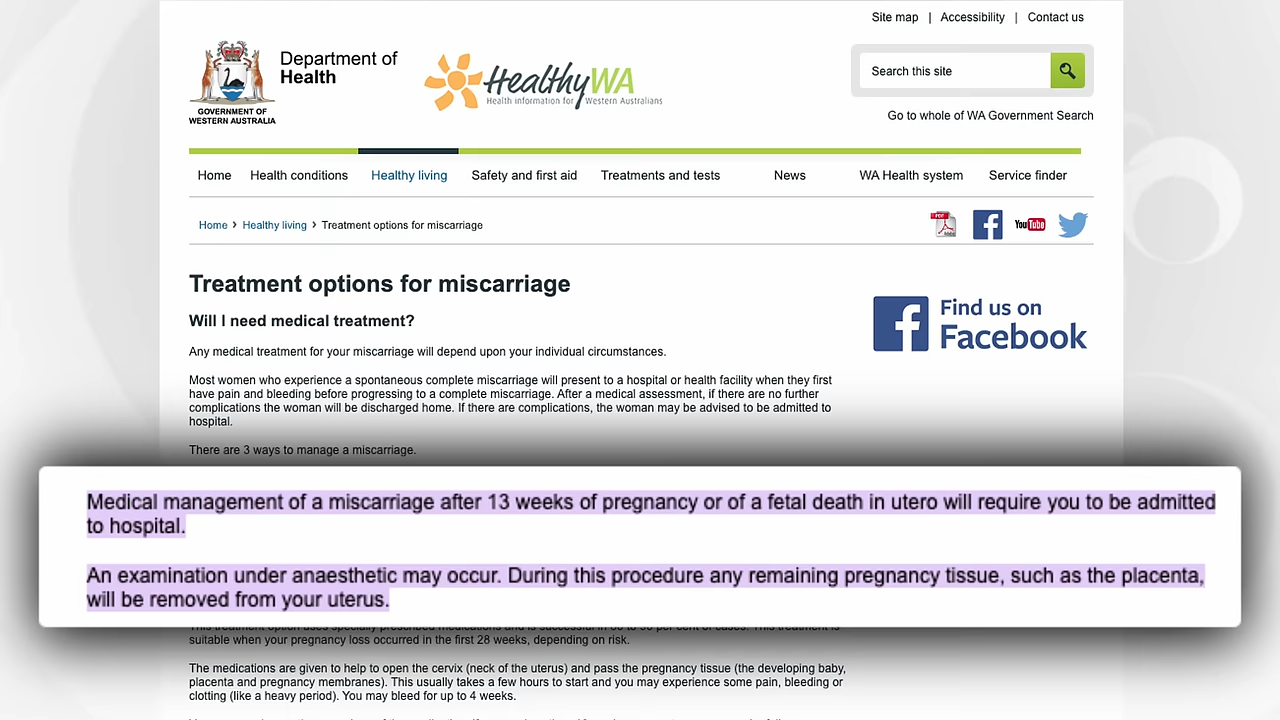 Site map | Accessibility | Contact us
Department of
Health
GOVERNMENT OF
WESTERN AUSTRALIA
HealthyWA
Health information for Western Australians
Search this site
Go to whole of WA Government Search
Home Health conditions Healthy living Safety and first aid Treatments and tests News WA Health system Service finder
Home › Healthy living › Treatment options for miscarriage
PDF
YouTube
Treatment options for miscarriage
Find us on
Facebook
Will I need medical treatment?
Any medical treatment for your miscarriage will depend upon your individual circumstances.
Most women who experience a spontaneous complete miscarriage will present to a hospital or health facility when they first
have pain and bleeding before progressing to a complete miscarriage. After a medical assessment, if there are no further
complications the woman will be discharged home. If there are complications, the woman may be advised to be admitted to
hospital.
There are 3 ways to manage a miscarriage.
Medical management of a miscarriage after 13 weeks of pregnancy or of a fetal death in utero will require you to be admitted
to hospital.
An examination under anaesthetic may occur. During this procedure any remaining pregnancy tissue, such as the placenta,
will be removed from your uterus.
suitable when your pregnancy loss occurred in the first 28 weeks, depending on risk.
The medications are given to help to open the cervix (neck of the uterus) and pass the pregnancy tissue (the developing baby,
placenta and pregnancy membranes). This usually takes a few hours to start and you may experience some pain, bleeding or
clotting (like a heavy period). You may bleed for up to 4 weeks.